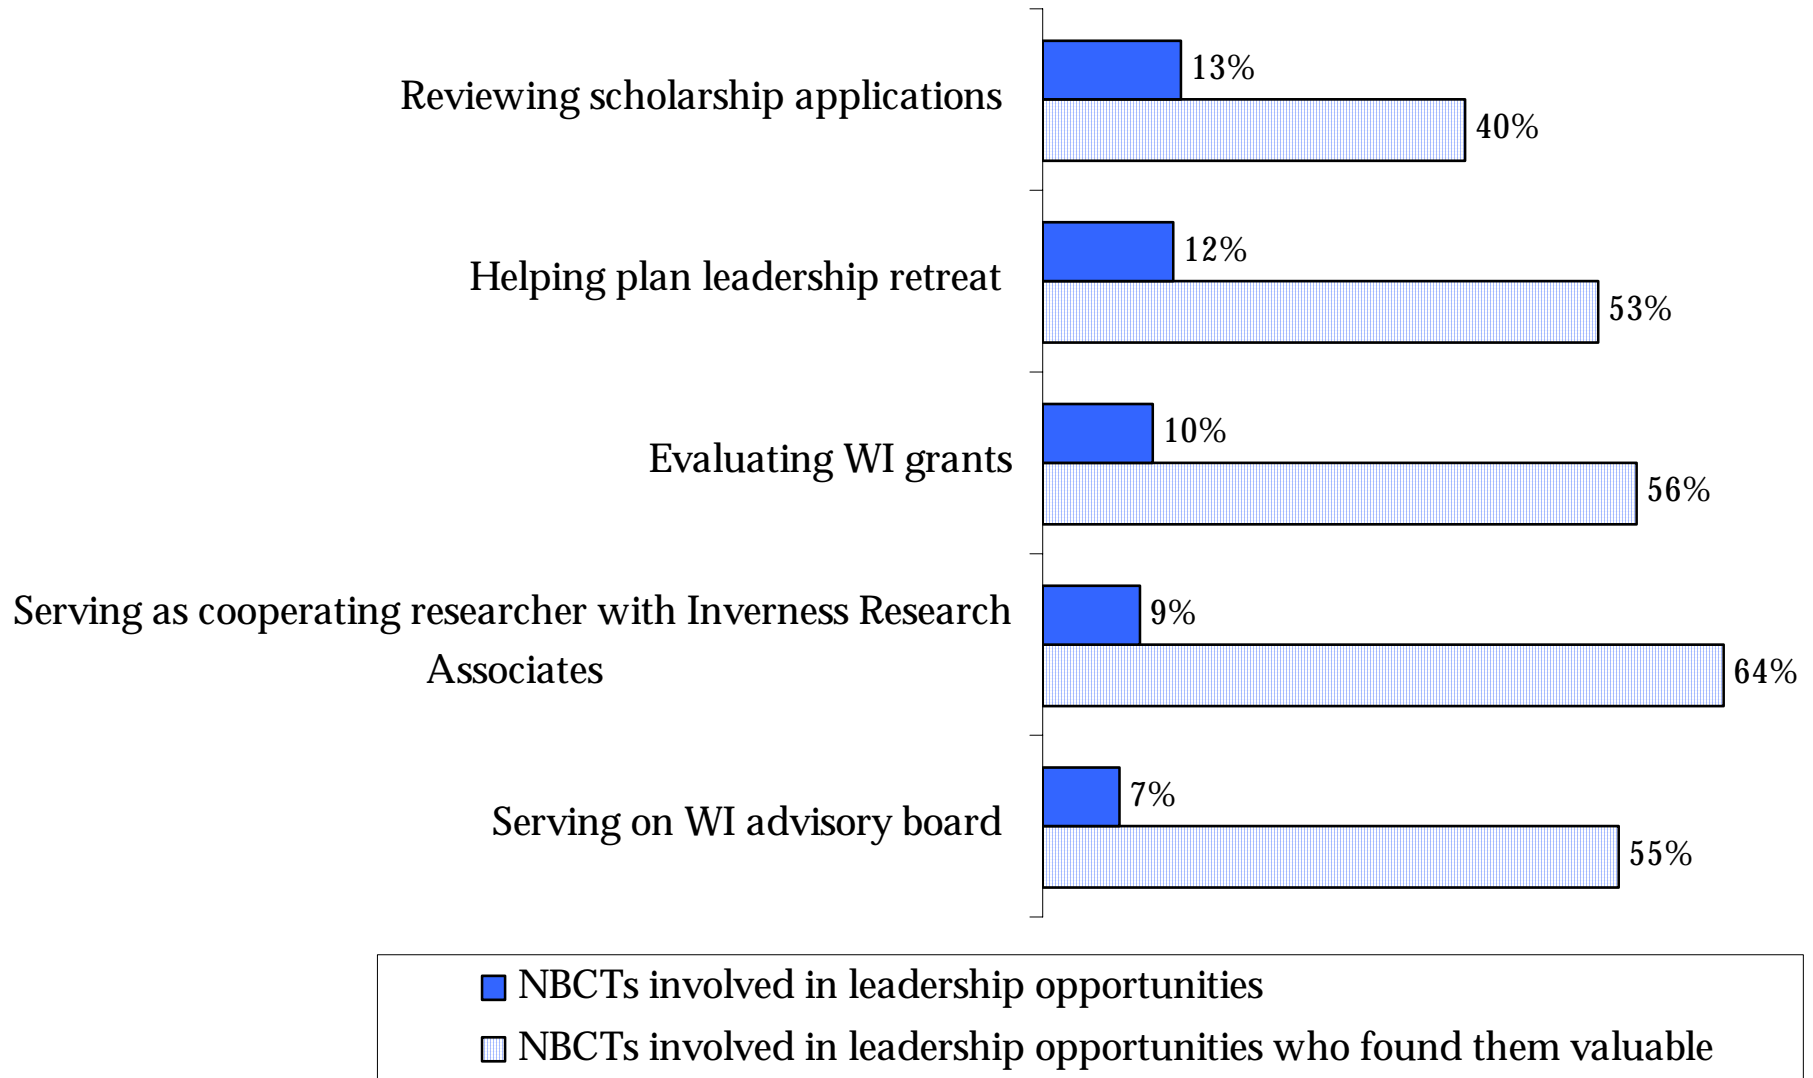 Reviewing scholarship applications
13%
40%
Helping plan leadership retreat
12%
53%
Evaluating WI grants
10%
56%
Serving as cooperating researcher with Inverness Research
Associates
9%
64%
Serving on WI advisory board
7%
55%
NBCTs involved in leadership opportunities
NBCTs involved in leadership opportunities who found them valuable